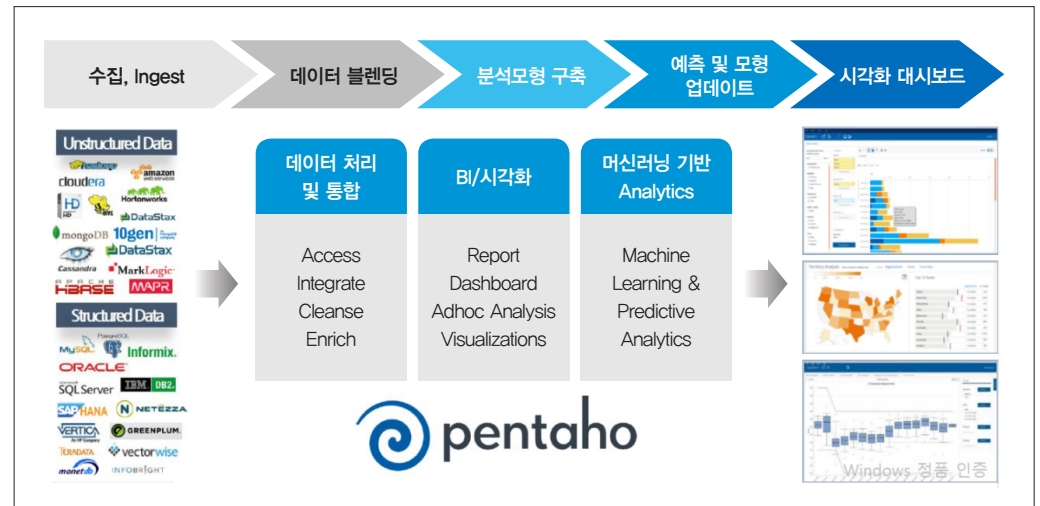 수집, Ingest
데이터 블렌딩
분석모형 구축
예측 및 모형
업데이트
시각화 대시보드
Unstructured Data
cloudera
amazon
web services
HD
Hortonworks
DataStax
mongoDB
10gen
DataStax
Cassandra
MarkLogic
APACHE
HBASE
MAPR
Structured Data
PostgreSQL
MySQL
Informix.
ORACLE
SQL Server
IBM DB2.
SAP HANA
NETEZZA
VERTICA
GREENPLUM.
TERADATA
vectorwise
monetdb
INFOBRIGHT
데이터 처리
및 통합
Access
Integrate
Cleanse
Enrich
BI/시각화
Report
Dashboard
Adhoc Analysis
Visualizations
머신러닝 기반
Analytics
Machine
Learning &
Predictive
Analytics
pentaho
Territory Analysis
Windows 정품 인증